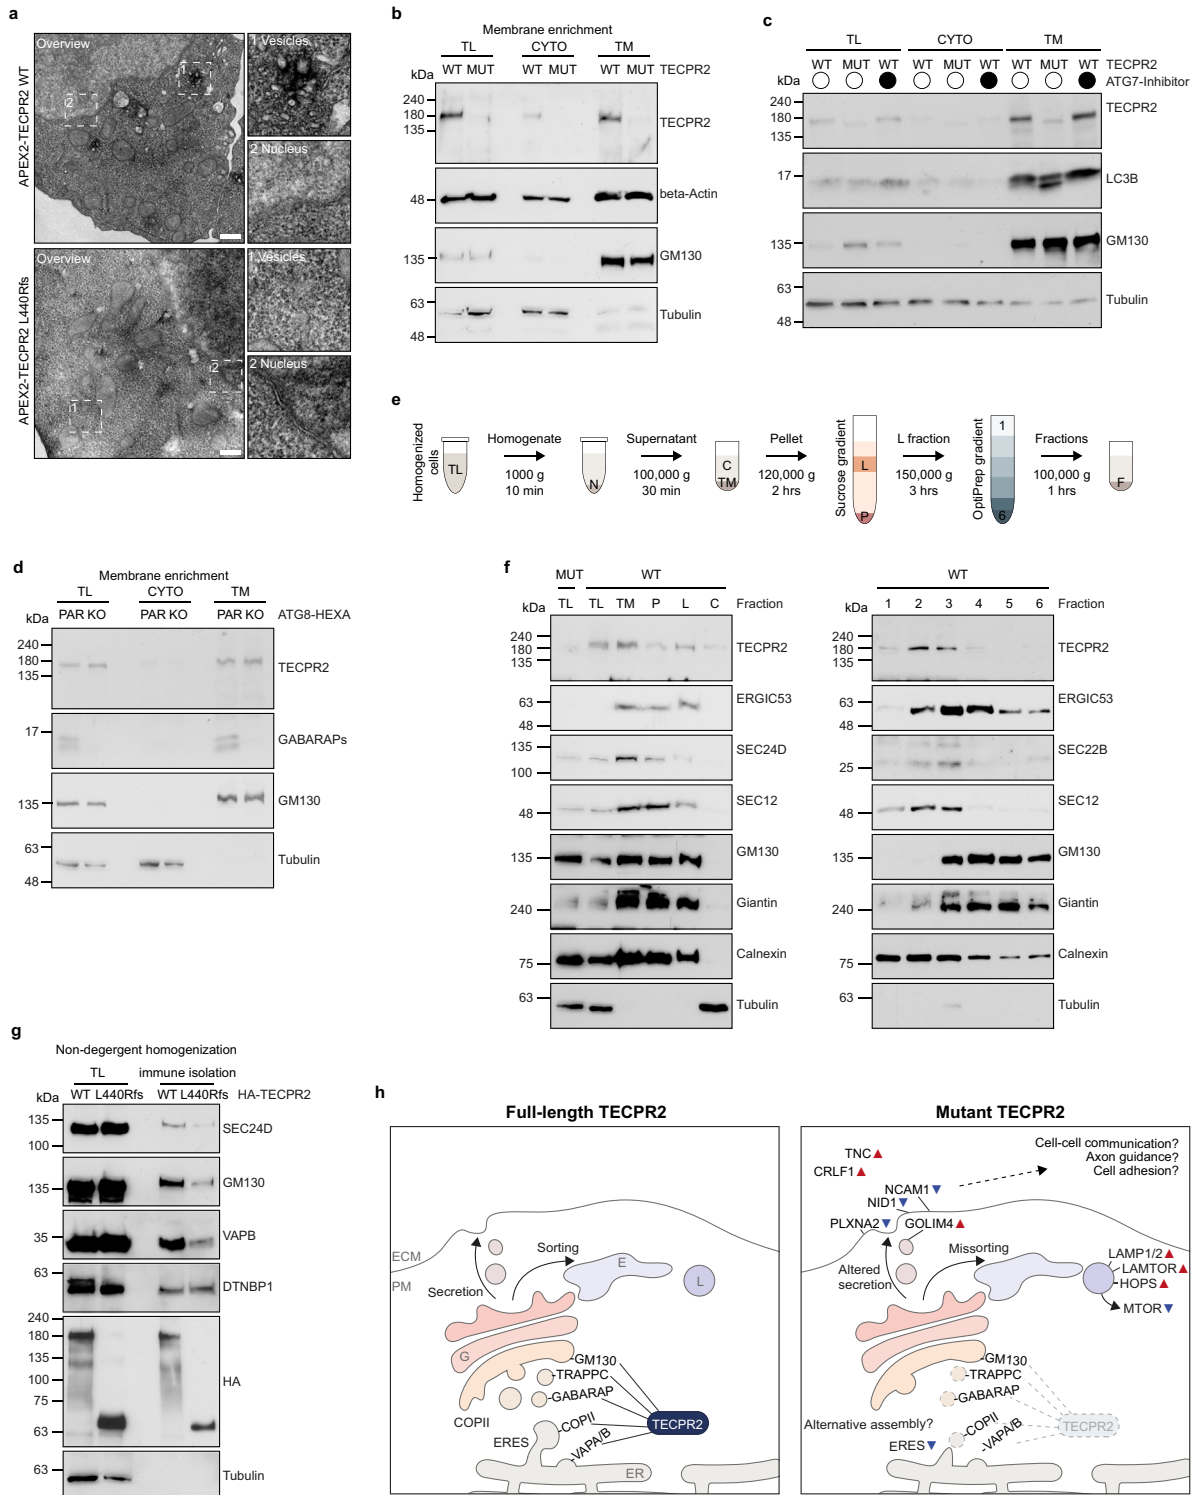 a
APEX2-TECPR2 WT
Overview
1
2
1 Vesicles
2 Nucleus
APEX2-TECPR2 L440Rfs
Overview
1
2
1 Vesicles
2 Nucleus
b
Membrane enrichment
TL CYTO TM
kDa WT MUT WT MUT WT MUT TECPR2
240
180
135
TECPR2
48
beta-Actin
135
GM130
63
48
Tubulin
c
TL CYTO TM
WT MUT WT WT MUT WT WT MUT WT TECPR2
kDa ATG7-Inhibitor
240
180
135
TECPR2
17
LC3B
135
GM130
63
48
Tubulin
e
Homogenized cells
TL
Homogenate
1000 g
10 min
N
Supernatant
100,000 g
30 min
C
TM
Pellet
120,000 g
2 hrs
Sucrose gradient
L
P
L fraction
150,000 g
3 hrs
OptiPrep gradient
1
6
Fractions
100,000 g
1 hrs
F
d
Membrane enrichment
TL CYTO TM
kDa PAR KO PAR KO PAR KO ATG8-HEXA
240
180
135
TECPR2
17
GABARAPs
135
GM130
63
48
Tubulin
f
MUT WT
kDa TL TL TM P L C Fraction
240
180
135
TECPR2
63
48
ERGIC53
135
100
SEC24D
48
SEC12
135
GM130
240
Giantin
75
Calnexin
63
Tubulin
WT
kDa 1 2 3 4 5 6 Fraction
240
180
135
TECPR2
63
48
ERGIC53
35
25
SEC22B
48
SEC12
135
GM130
240
Giantin
75
Calnexin
63
Tubulin
g
Non-degergent homogenization
TL immune isolation
kDa WT L440Rfs WT L440Rfs HA-TECPR2
135
100
SEC24D
135
GM130
35
VAPB
63
DTNBP1
240
180
135
100
75
63
HA
63
Tubulin
h
Full-length TECPR2
ECM
PM
Secretion
Sorting
E
L
G
GM130
TRAPPC
GABARAP
COPII
COPII
TECPR2
ERES
VAPA/B
ER
Mutant TECPR2
TNC▲
CRLF1▲
Cell-cell communication?
Axon guidance?
Cell adhesion?
NCAM1▼
NID1▼
PLXNA2▼
GOLIM4▲
Altered
secretion
Missorting
LAMP1/2▲
LAMTOR▲
HOPS▲
MTOR▼
GM130
TRAPPC
GABARAP
Alternative assembly?
COPII
TECPR2
ERES▼
VAPA/B